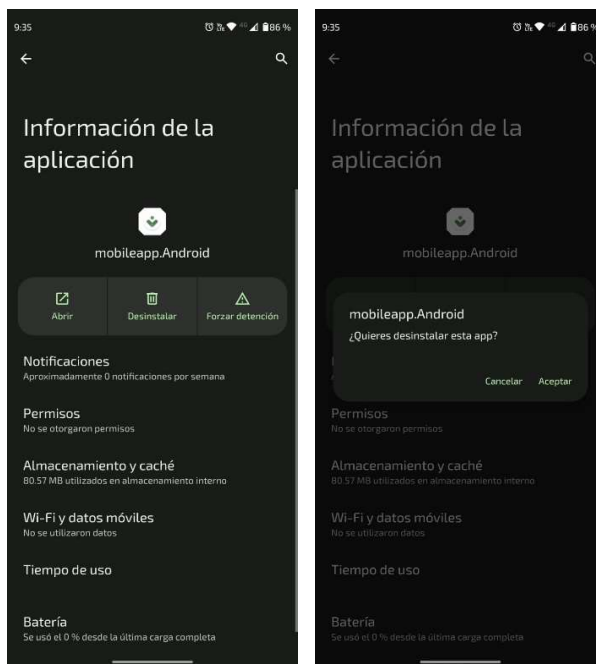 9:35
4G 86 %
Información de la
aplicación
mobileapp.Android
Abrir
Desinstalar
Forzar detención
Notificaciones
Aproximadamente 0 notificaciones por semana
Permisos
No se otorgaron permisos
Almacenamiento y caché
80.57 MB utilizados en almacenamiento interno
Wi-Fi y datos móviles
No se utilizaron datos
Tiempo de uso
Batería
Se usó el 0 % desde la última carga completa
9:35
4G 86 %
Información de la
aplicación
mobileapp.Android
mobileapp.Android
¿Quieres desinstalar esta app?
Cancelar Aceptar
Permisos
No se otorgaron permisos
Almacenamiento y caché
80.57 MB utilizados en almacenamiento interno
Wi-Fi y datos móviles
No se utilizaron datos
Tiempo de uso
Batería
Se usó el 0 % desde la última carga completa